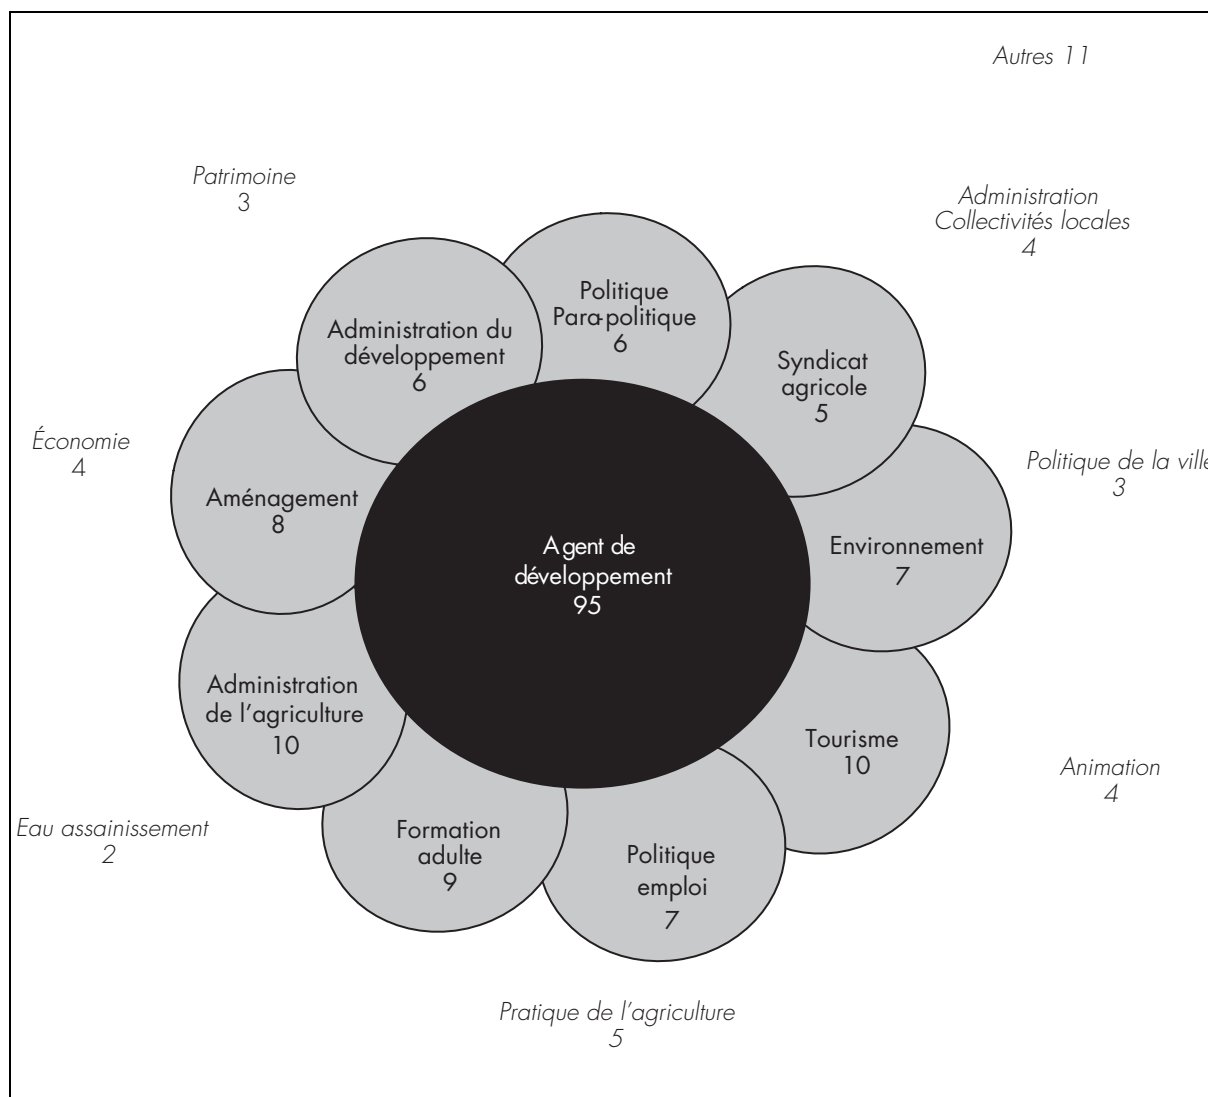 Autres 11
Patrimoine
3
Administration
Collectivités locales
4
Politique
Para-politique
6
Administration du
développement
6
Syndicat
agricole
5
Économie
4
Politique de la ville
3
Aménagement
8
Environnement
7
Agent de
développement
95
Administration
de l'agriculture
10
Tourisme
10
Animation
4
Eau assainissement
2
Formation
adulte
9
Politique
emploi
7
Pratique de l'agriculture
5